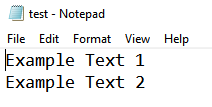 test - Notepad
File Edit Format View Help
Example Text 1
Example Text 2